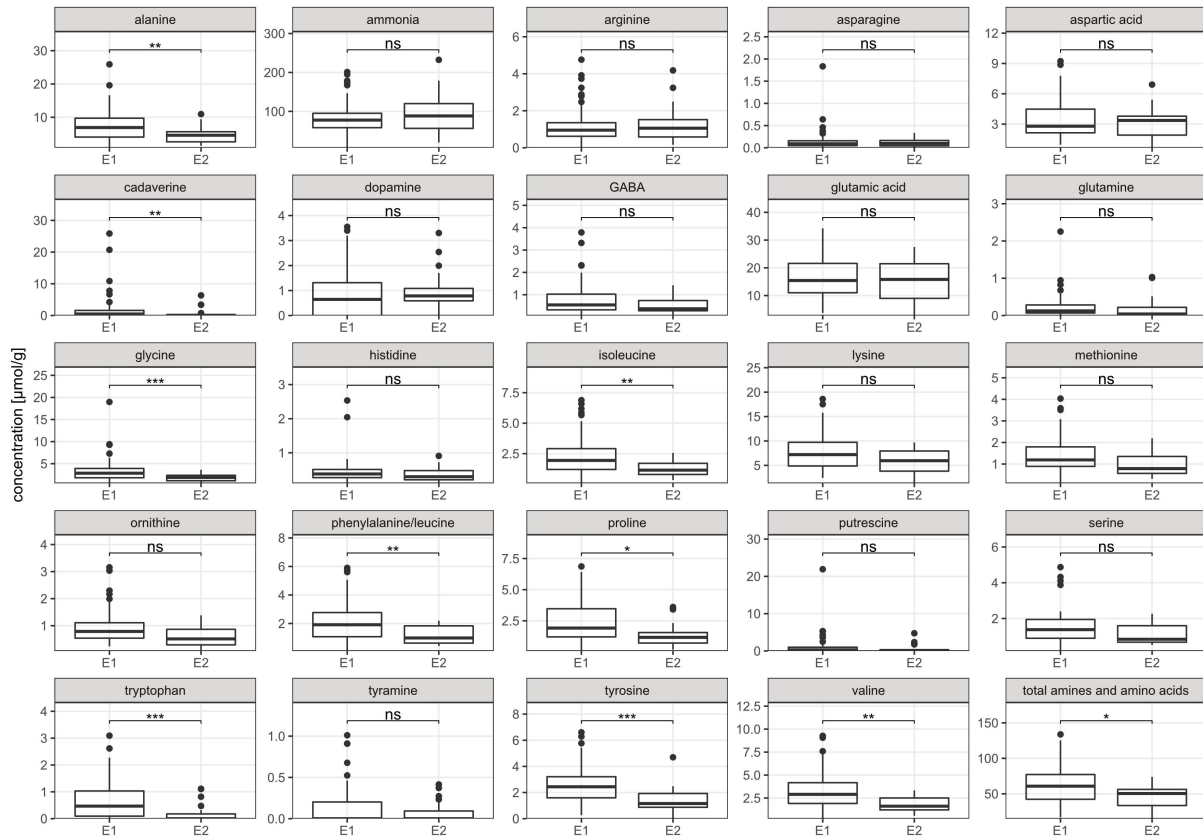 alanine ammonia arginine asparagine aspartic acid
** ns ns ns ns
30 20 10
300 200 100
6 4 2 0
2.5 2.0 1.5 1.0 0.5 0.0
12 9 6 3
E1 E2 E1 E2 E1 E2 E1 E2 E1 E2
cadaverine dopamine GABA glutamic acid glutamine
** ns ns ns ns
30 20 10 0
4 3 2 1 0
5 4 3 2 1
40 30 20 10
3 2 1 0
E1 E2 E1 E2 E1 E2 E1 E2 E1 E2
concentration [µmol/g]
glycine histidine isoleucine lysine methionine
*** ns ** ns ns
25 20 15 10 5
3 2 1
7.5 5.0 2.5
25 20 15 10 5
5 4 3 2 1
E1 E2 E1 E2 E1 E2 E1 E2 E1 E2
ornithine phenylalanine/leucine proline putrescine serine
ns ** * ns ns
4 3 2 1
8 6 4 2
7.5 5.0 2.5
30 20 10 0
6 4 2
E1 E2 E1 E2 E1 E2 E1 E2 E1 E2
tryptophan tyramine tyrosine valine total amines and amino acids
*** ns *** ** *
4 3 2 1 0
1.0 0.5 0.0
8 6 4 2 0
12.5 10.0 7.5 5.0 2.5
150 100 50
E1 E2 E1 E2 E1 E2 E1 E2 E1 E2